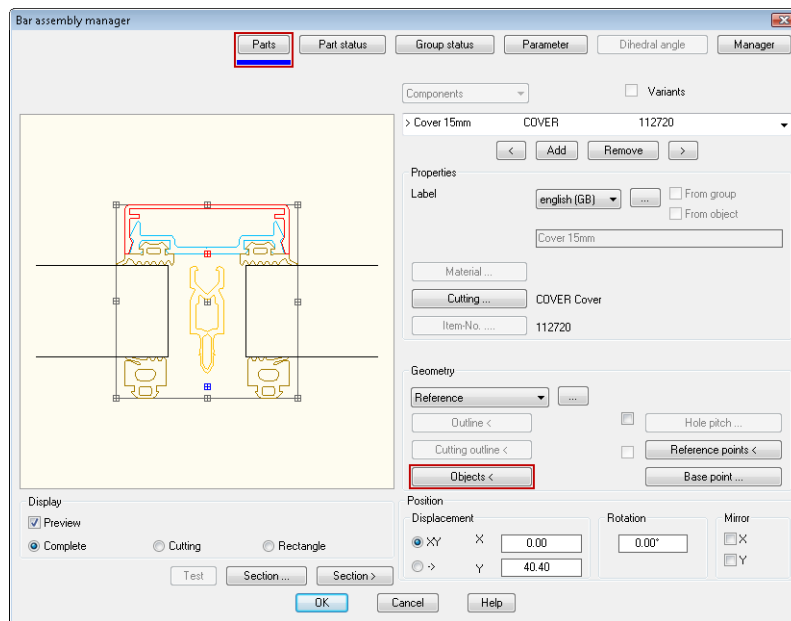 Bar assembly manager
Parts Part status Group status Parameter Dihedral angle Manager
Components Variants
> Cover 15mm COVER 112720
< Add Remove >
Properties
Label english (GB) ... From group
From object
Cover 15mm
Material ...
Cutting ... COVER Cover
Item-No. .... 112720
Geometry
Reference ...
Outline < Hole pitch ...
Cutting outline < Reference points <
Objects < Base point ...
Display
Preview
Complete Cutting Rectangle
Test Section ... Section >
Position
Displacement Rotation Mirror
XY X 0.00 0.00° X
-> Y 40.40 Y
OK Cancel Help